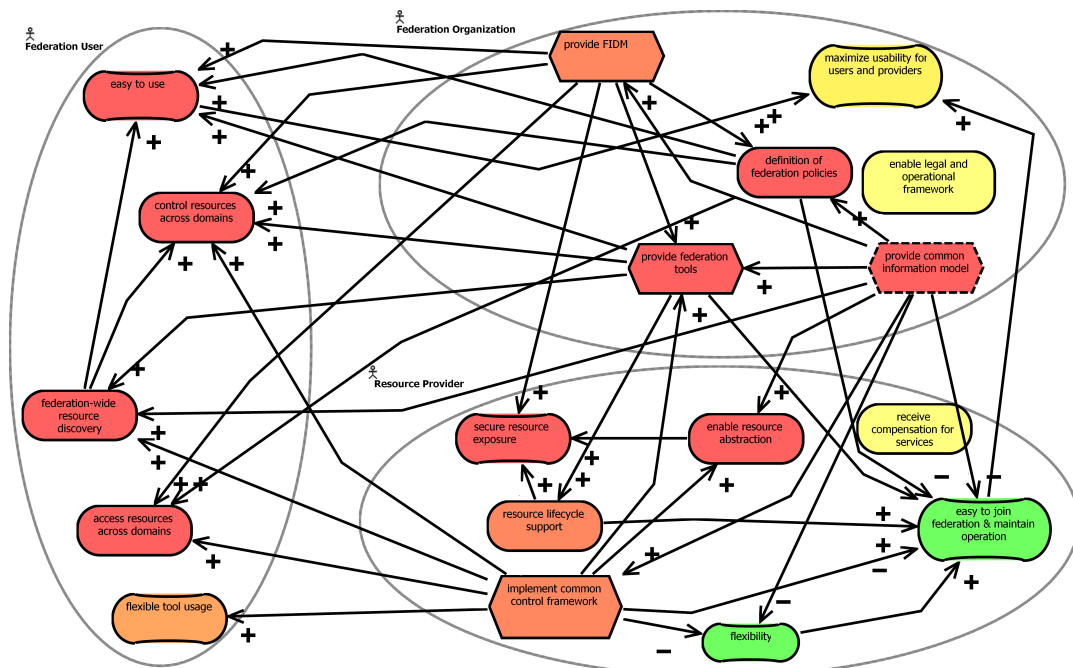 Federation User
Federation Organization
provide FIDM
maximize usability for
users and providers
easy to use
definition of
federation policies
enable legal and
operational framework
control resources
across domains
provide federation
tools
provide common
information model
Resource Provider
federation-wide
resource
discovery
secure resource
exposure
enable resource
abstraction
receive
compensation for
services
access resources
across domains
resource lifecycle
support
easy to join
federation & maintain
operation
flexible tool usage
implement common
control framework
flexibility